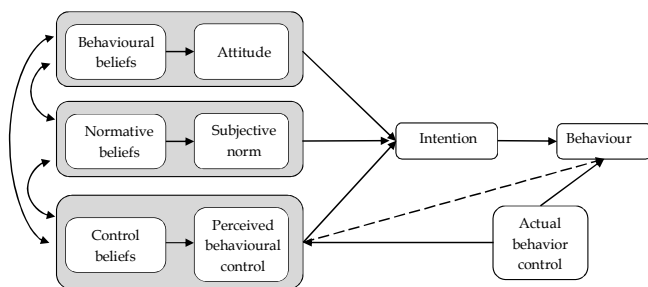 Behavioural
beliefs
Attitude
Normative
beliefs
Subjective
norm
Intention
Behaviour
Control
beliefs
Perceived
behavioural
control
Actual
behavior
control